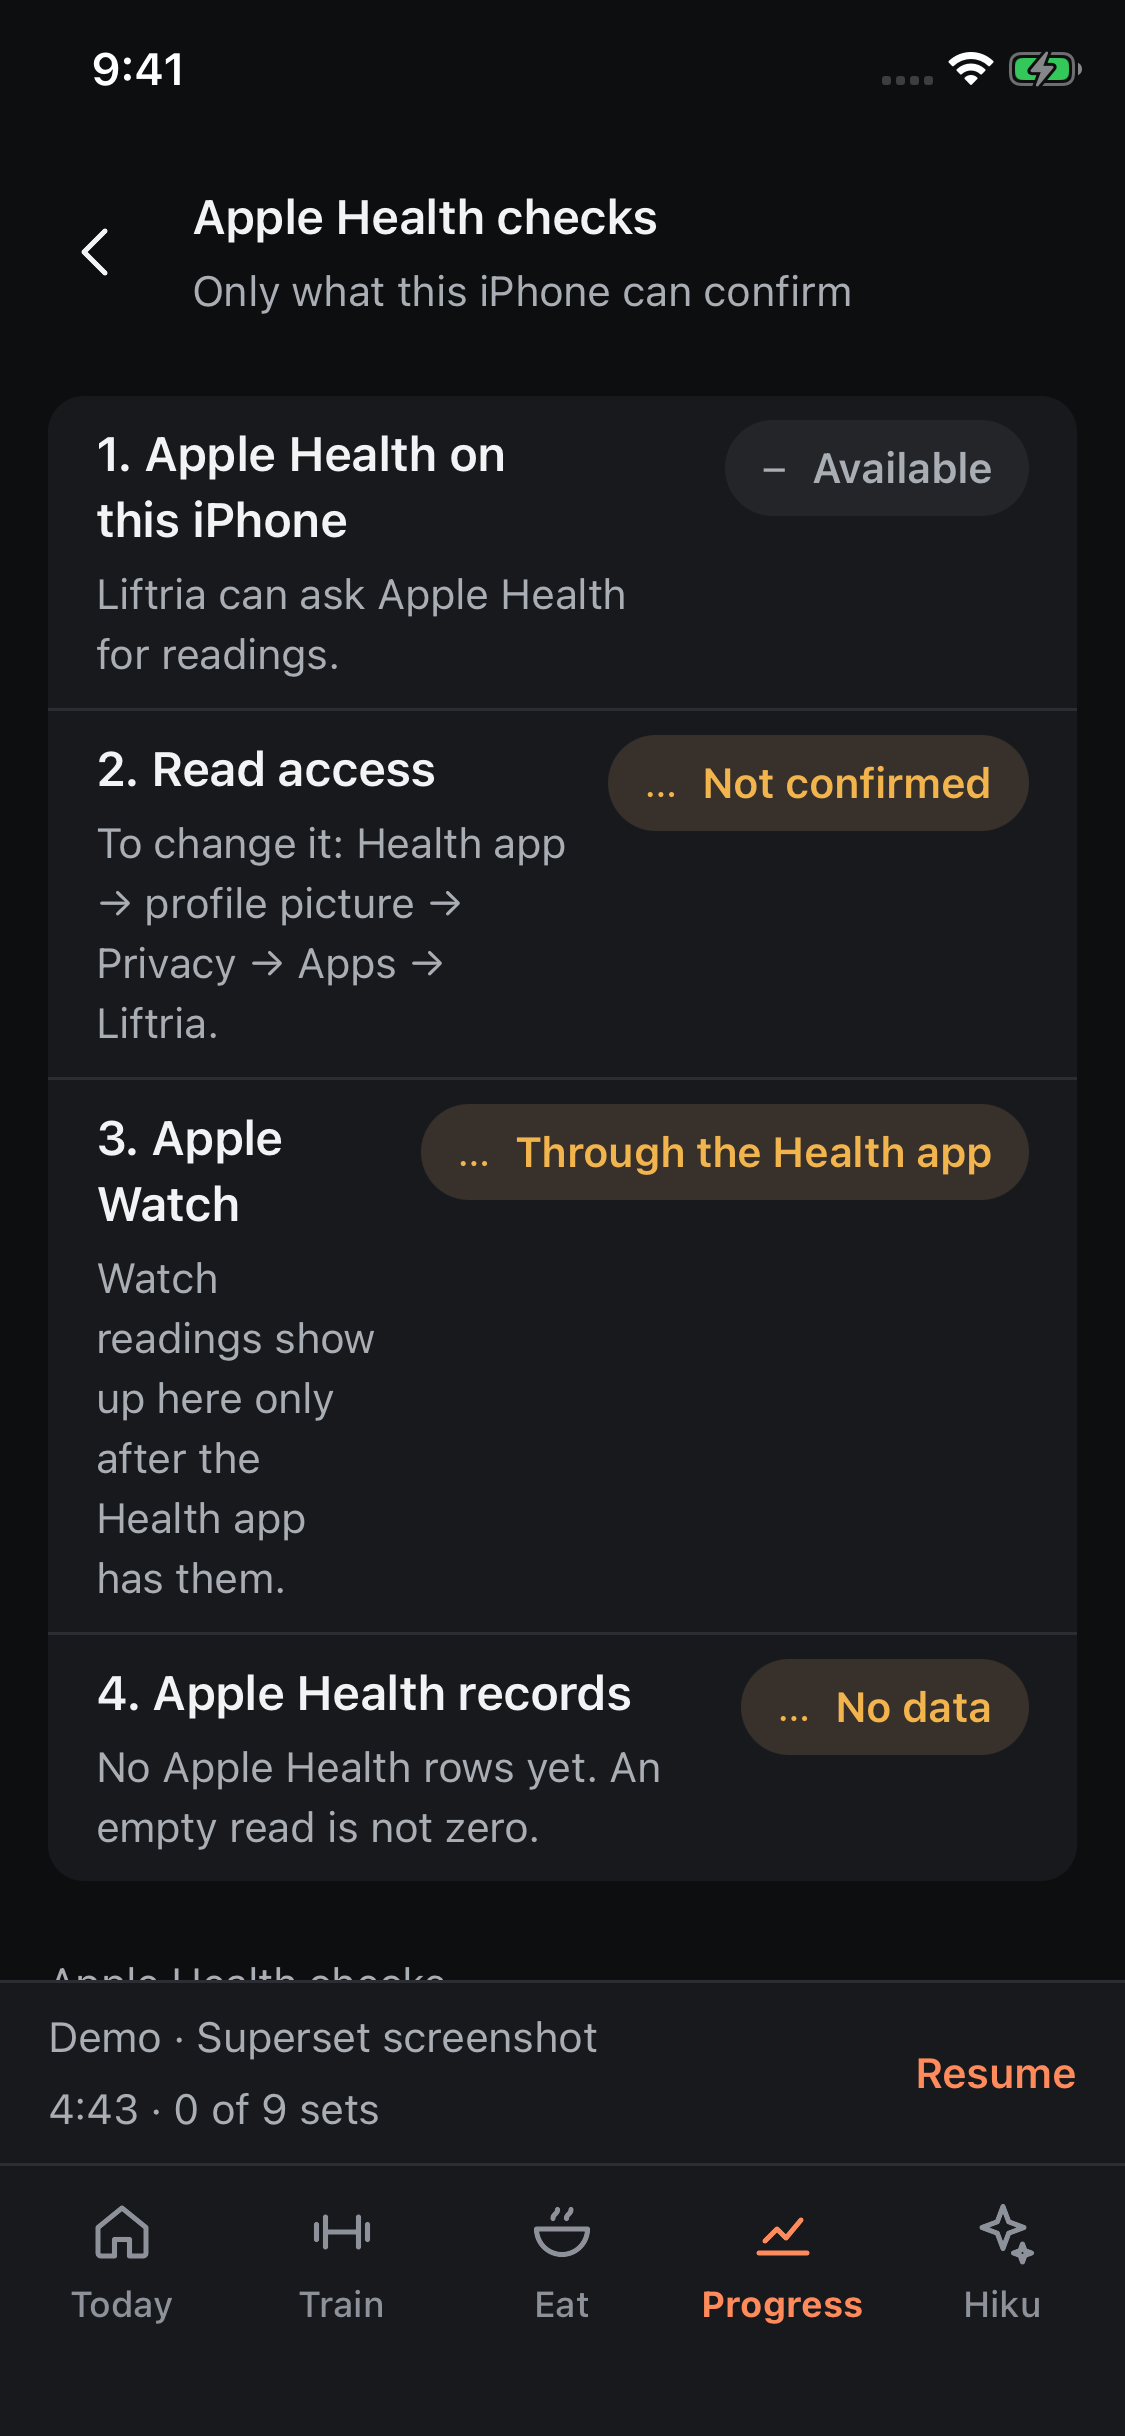 9:41
Apple Health checks
Only what this iPhone can confirm
1. Apple Health on
this iPhone
– Available
Liftria can ask Apple Health
for readings.
2. Read access
... Not confirmed
To change it: Health app
→ profile picture →
Privacy → Apps →
Liftria.
3. Apple
Watch
... Through the Health app
Watch
readings show
up here only
after the
Health app
has them.
4. Apple Health records
... No data
No Apple Health rows yet. An
empty read is not zero.
Apple Health checks
Demo · Superset screenshot
4:43 · 0 of 9 sets
Resume
Today
Train
Eat
Progress
Hiku